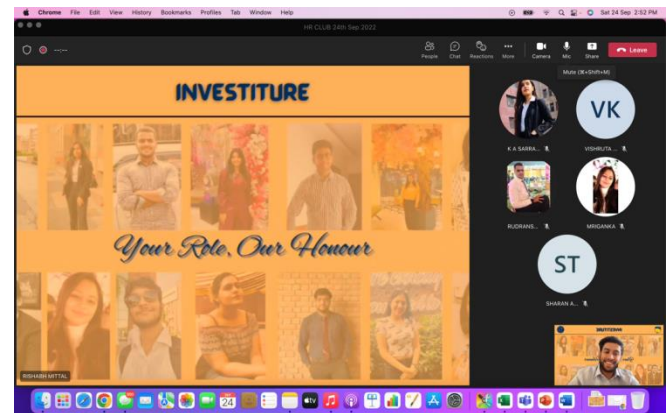 Chrome File Edit View History Bookmarks Profiles Tab Window Help
Sat 24 Sep 2:52 PM
HR CLUB 24th Sep 2022
--:--
People Chat Reactions More Camera Mic Share Leave
Mute (⌘+Shift+M)
INVESTITURE
Your Role, Our Honour
RISHABH MITTAL
K A SARRA...
VK
VISHRUTA ...
RUDRANS...
MRIGANKA
ST
SHARAN A...
INVESTITURE
24
tv